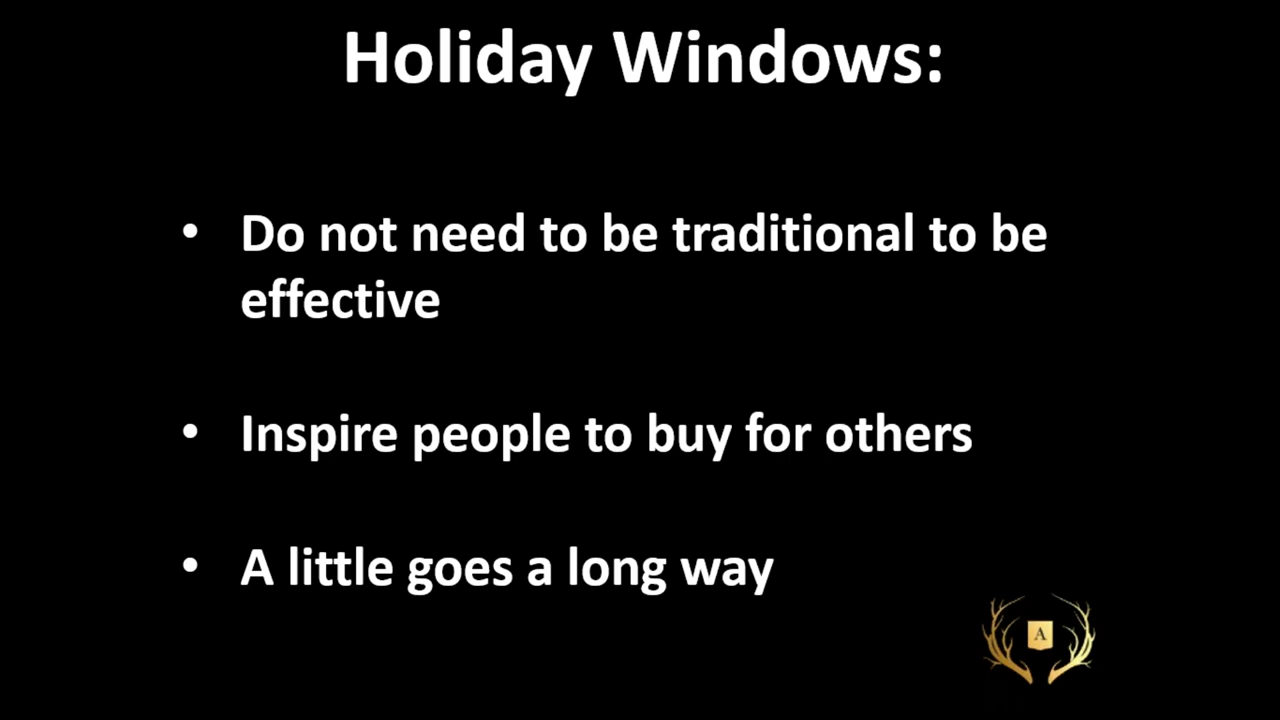 Holiday Windows:
• Do not need to be traditional to be
effective
• Inspire people to buy for others
• A little goes a long way
A